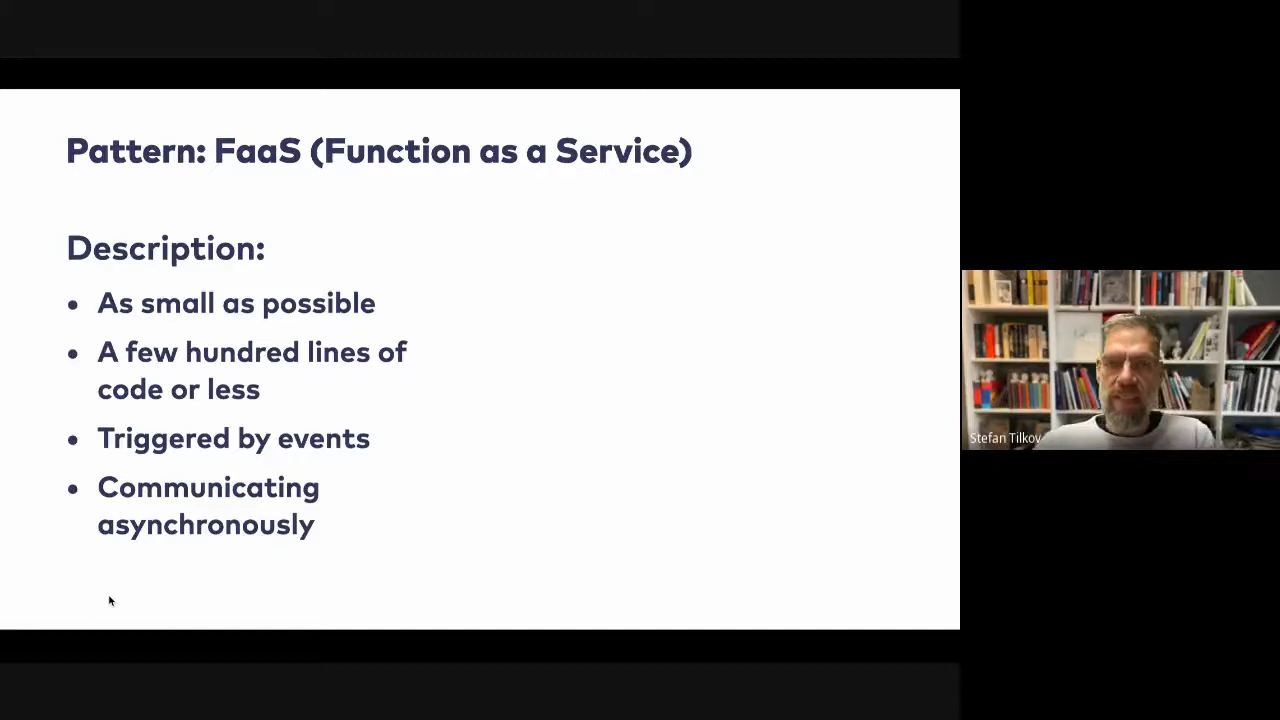 Pattern: FaaS (Function as a Service)
Description:
• As small as possible
• A few hundred lines of
code or less
• Triggered by events
• Communicating
asynchronously
Stefan Tilkov